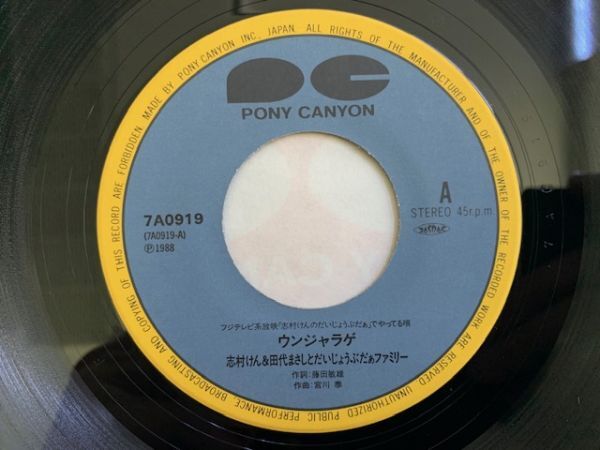 MADE BY PONY CANYON INC., JAPAN. ALL RIGHTS OF THE MANUFACTURER AND OF THE OWNER OF THE RECORDED WORK ARE RESERVED UNAUTHORIZED PUBLIC PERFORMANCE, BROADCASTING AND COPYING OF THIS RECORD ARE FORBIDDEN
PC
PONY CANYON
7A0919
(7A0919-A)
Ⓟ1988
A
STEREO 45r.p.m.
フジテレビ系放映「志村けんのだいじょうぶだぁ」でやってる唄
ウンジャラゲ
志村けん&田代まさしとだいじょうぶだぁファミリー
作詞:藤田敏雄
作曲:宮川 泰